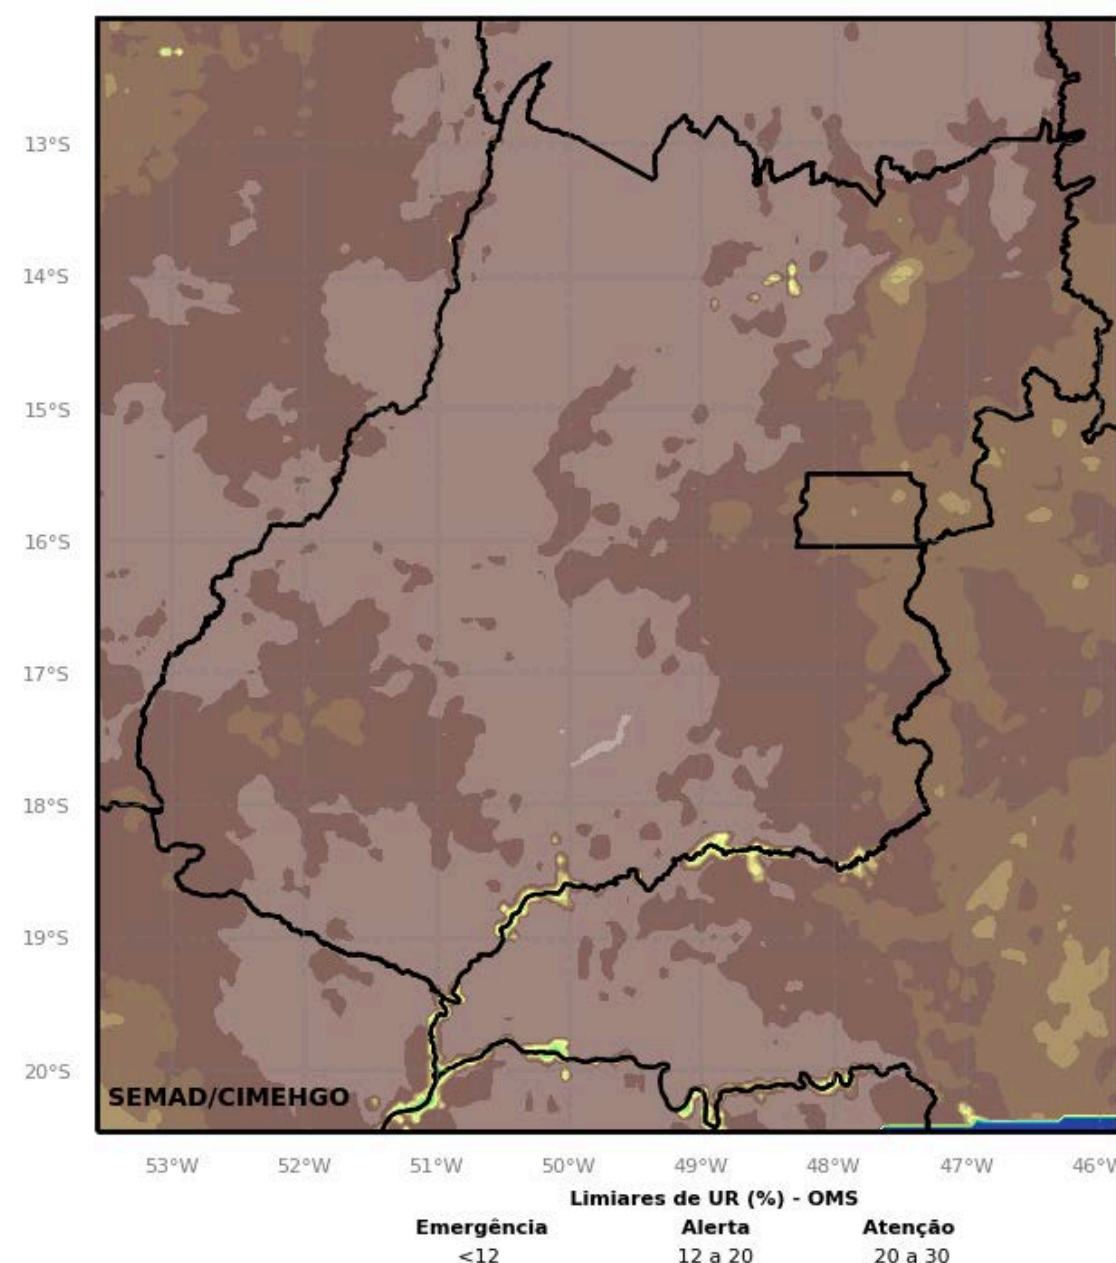 13°S
14°S
15°S
16°S
17°S
18°S
19°S
20°S
SEMAD/CIMEHGO
53°W 52°W 51°W 50°W 49°W 48°W 47°W 46°W
Limiares de UR (%) - OMS
Emergência Alerta Atenção
<12 12 a 20 20 a 30